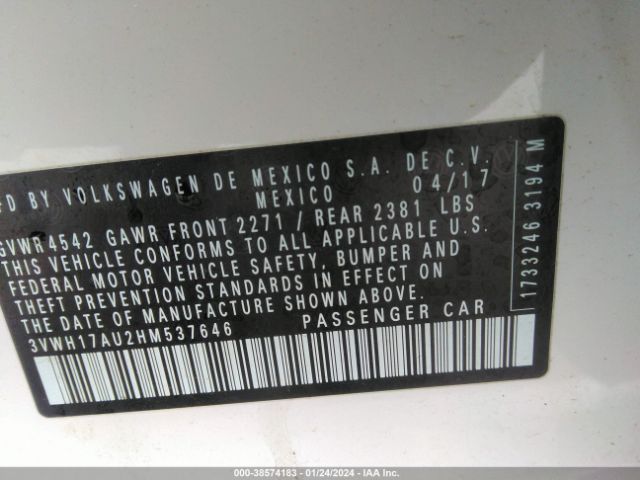 FD BY VOLKSWAGEN DE MEXICO S.A. DE C.V.
MEXICO 04/17
GVWR4542 GAWR FRONT 2271 / REAR 2381 LBS
THIS VEHICLE CONFORMS TO ALL APPLICABLE U.S.
FEDERAL MOTOR VEHICLE SAFETY, BUMPER AND
THEFT PREVENTION STANDARDS IN EFFECT ON
THE DATE OF MANUFACTURE SHOWN ABOVE.
3VWH17AU2HM537646 PASSENGER CAR
1733246 3194 M
000-38574183 - 01/24/2024 - IAA Inc.